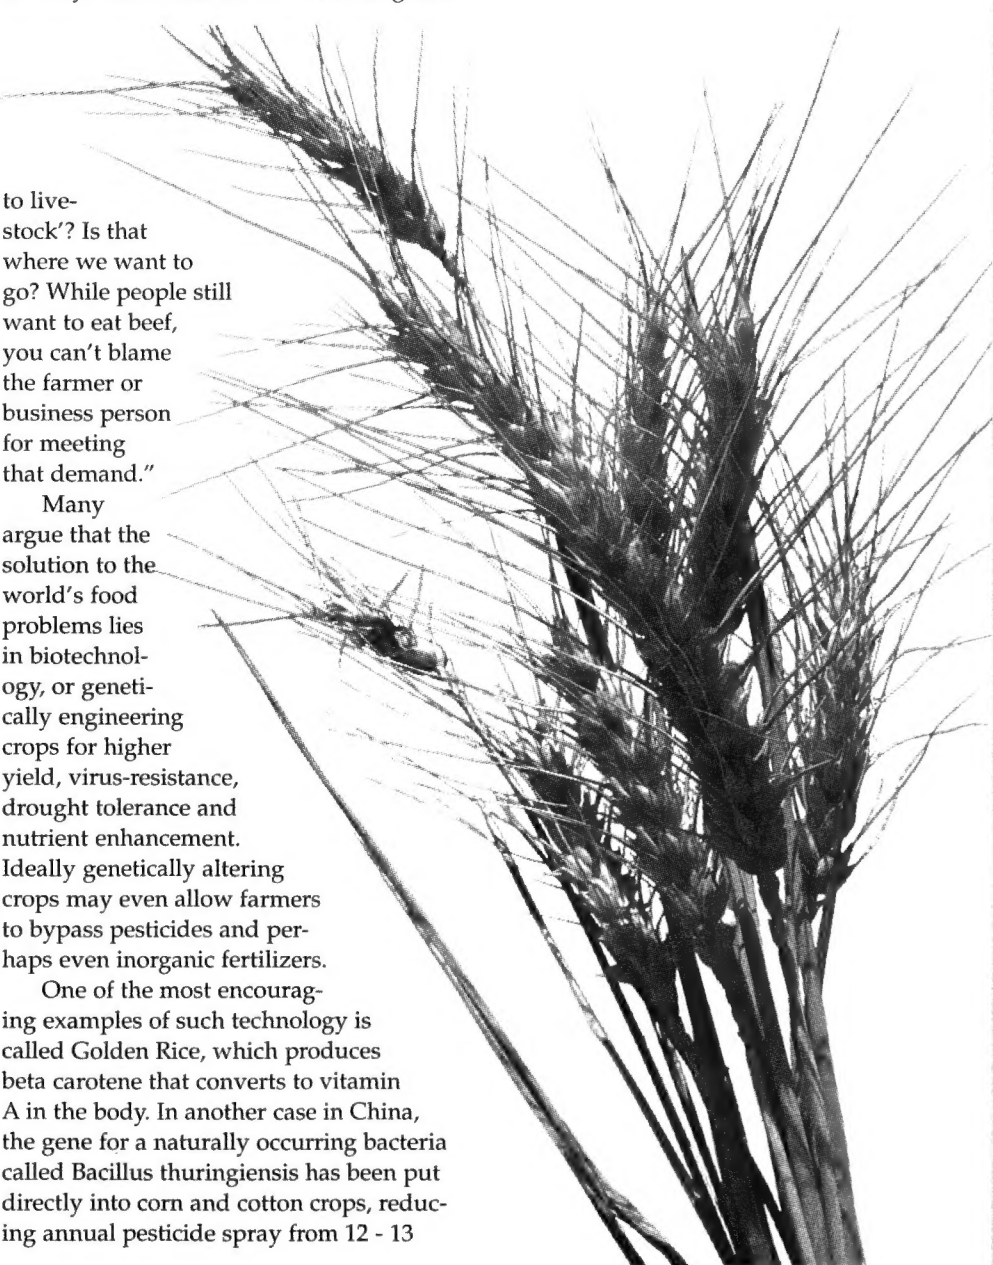 to live-
stock'? Is that
where we want to
go? While people still
want to eat beef,
you can't blame
the farmer or
business person
for meeting
that demand."
Many
argue that the
solution to the
world's food
problems lies
in biotechnol-
ogy, or geneti-
cally engineering
crops for higher
yield, virus-resistance,
drought tolerance and
nutrient enhancement.
Ideally genetically altering
crops may even allow farmers
to bypass pesticides and per-
haps even inorganic fertilizers.
One of the most encourag-
ing examples of such technology is
called Golden Rice, which produces
beta carotene that converts to vitamin
A in the body. In another case in China,
the gene for a naturally occurring bacteria
called Bacillus thuringiensis has been put
directly into corn and cotton crops, reduc-
ing annual pesticide spray from 12 - 13